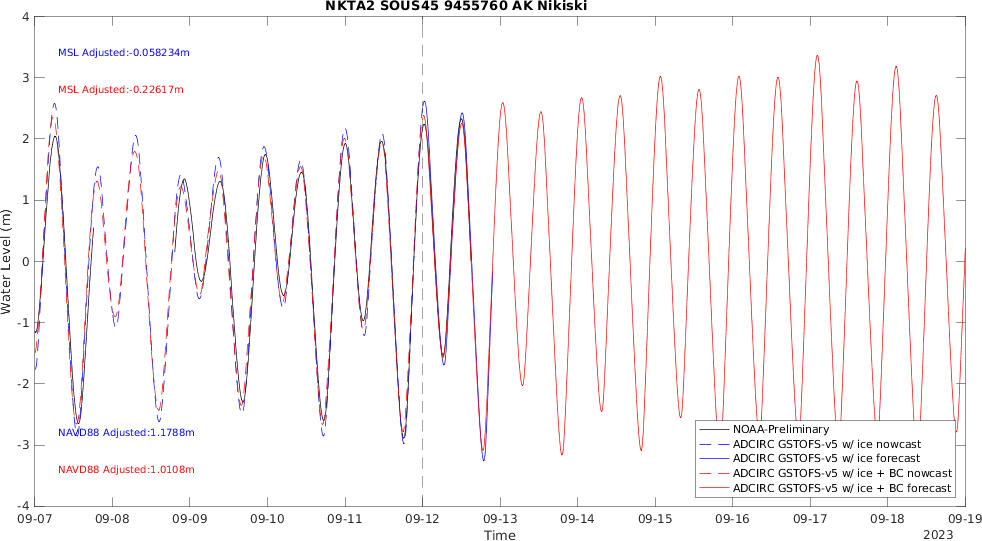 NKTA2 SOUS45 9455760 AK Nikiski
4
3
2
1
0
-1
-2
-3
-4
Water Level (m)
MSL Adjusted:-0.058234m
MSL Adjusted:-0.22617m
NAVD88 Adjusted:1.1788m
NAVD88 Adjusted:1.0108m
NOAA-Preliminary
ADCIRC GSTOFS-v5 w/ ice nowcast
ADCIRC GSTOFS-v5 w/ ice forecast
ADCIRC GSTOFS-v5 w/ ice + BC nowcast
ADCIRC GSTOFS-v5 w/ ice + BC forecast
09-07 09-08 09-09 09-10 09-11 09-12 09-13 09-14 09-15 09-16 09-17 09-18 09-19
Time
2023